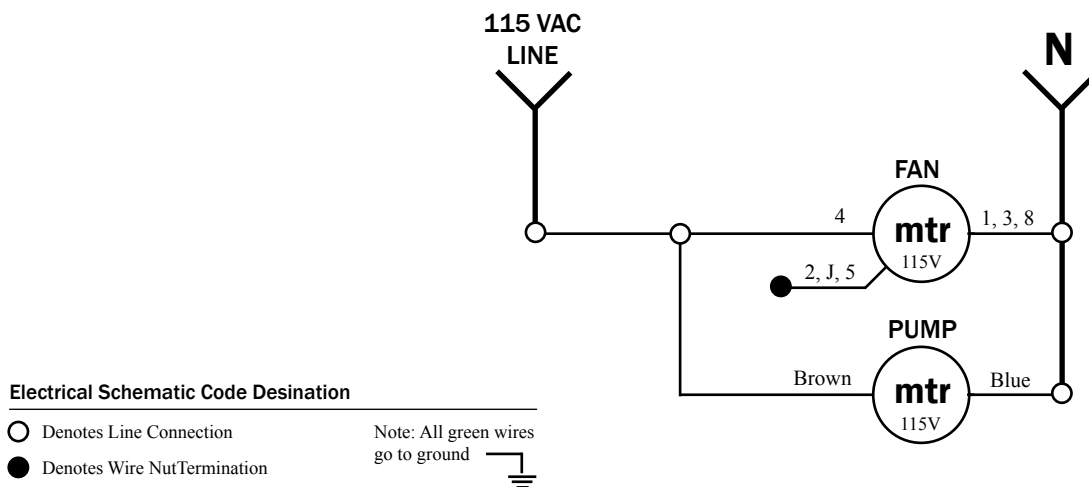 115 VAC
LINE
N
FAN
4
mtr
115V
1, 3, 8
2, J, 5
PUMP
Brown
mtr
115V
Blue
Electrical Schematic Code Desination
Denotes Line Connection
Denotes Wire NutTermination
Note: All green wires
go to ground